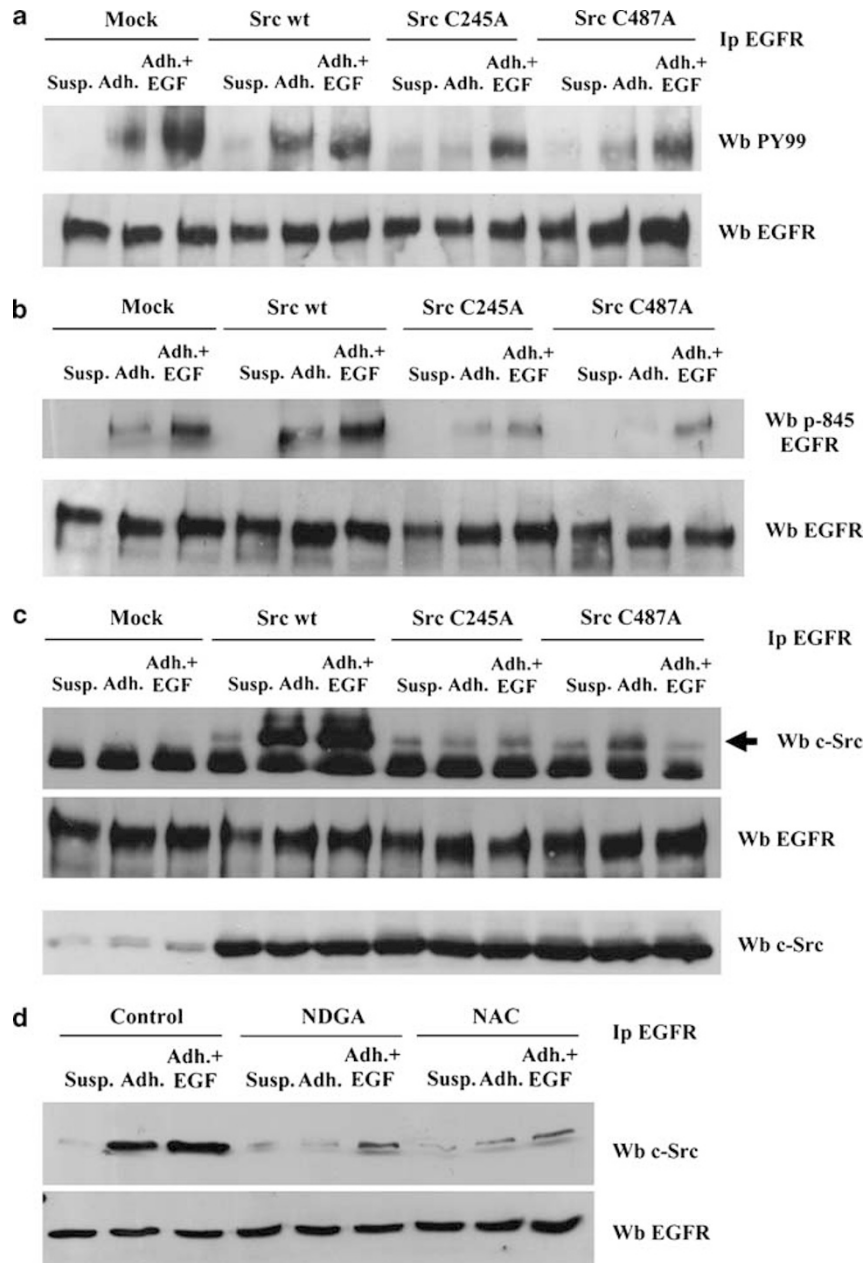 a
Mock Src wt Src C245A Src C487A
Ip EGFR
Susp. Adh. Adh.+ EGF Susp. Adh. Adh.+ EGF Susp. Adh. Adh.+ EGF Susp. Adh. Adh.+ EGF
Wb PY99
Wb EGFR
b
Mock Src wt Src C245A Src C487A
Susp. Adh. Adh.+ EGF Susp. Adh. Adh.+ EGF Susp. Adh. Adh.+ EGF Susp. Adh. Adh.+ EGF
Wb p-845
EGFR
Wb EGFR
c
Mock Src wt Src C245A Src C487A
Ip EGFR
Susp. Adh. Adh.+ EGF Susp. Adh. Adh.+ EGF Susp. Adh. Adh.+ EGF Susp. Adh. Adh.+ EGF
Wb c-Src
Wb EGFR
Wb c-Src
d
Control NDGA NAC
Ip EGFR
Susp. Adh. Adh.+ EGF Susp. Adh. Adh.+ EGF Susp. Adh. Adh.+ EGF
Wb c-Src
Wb EGFR